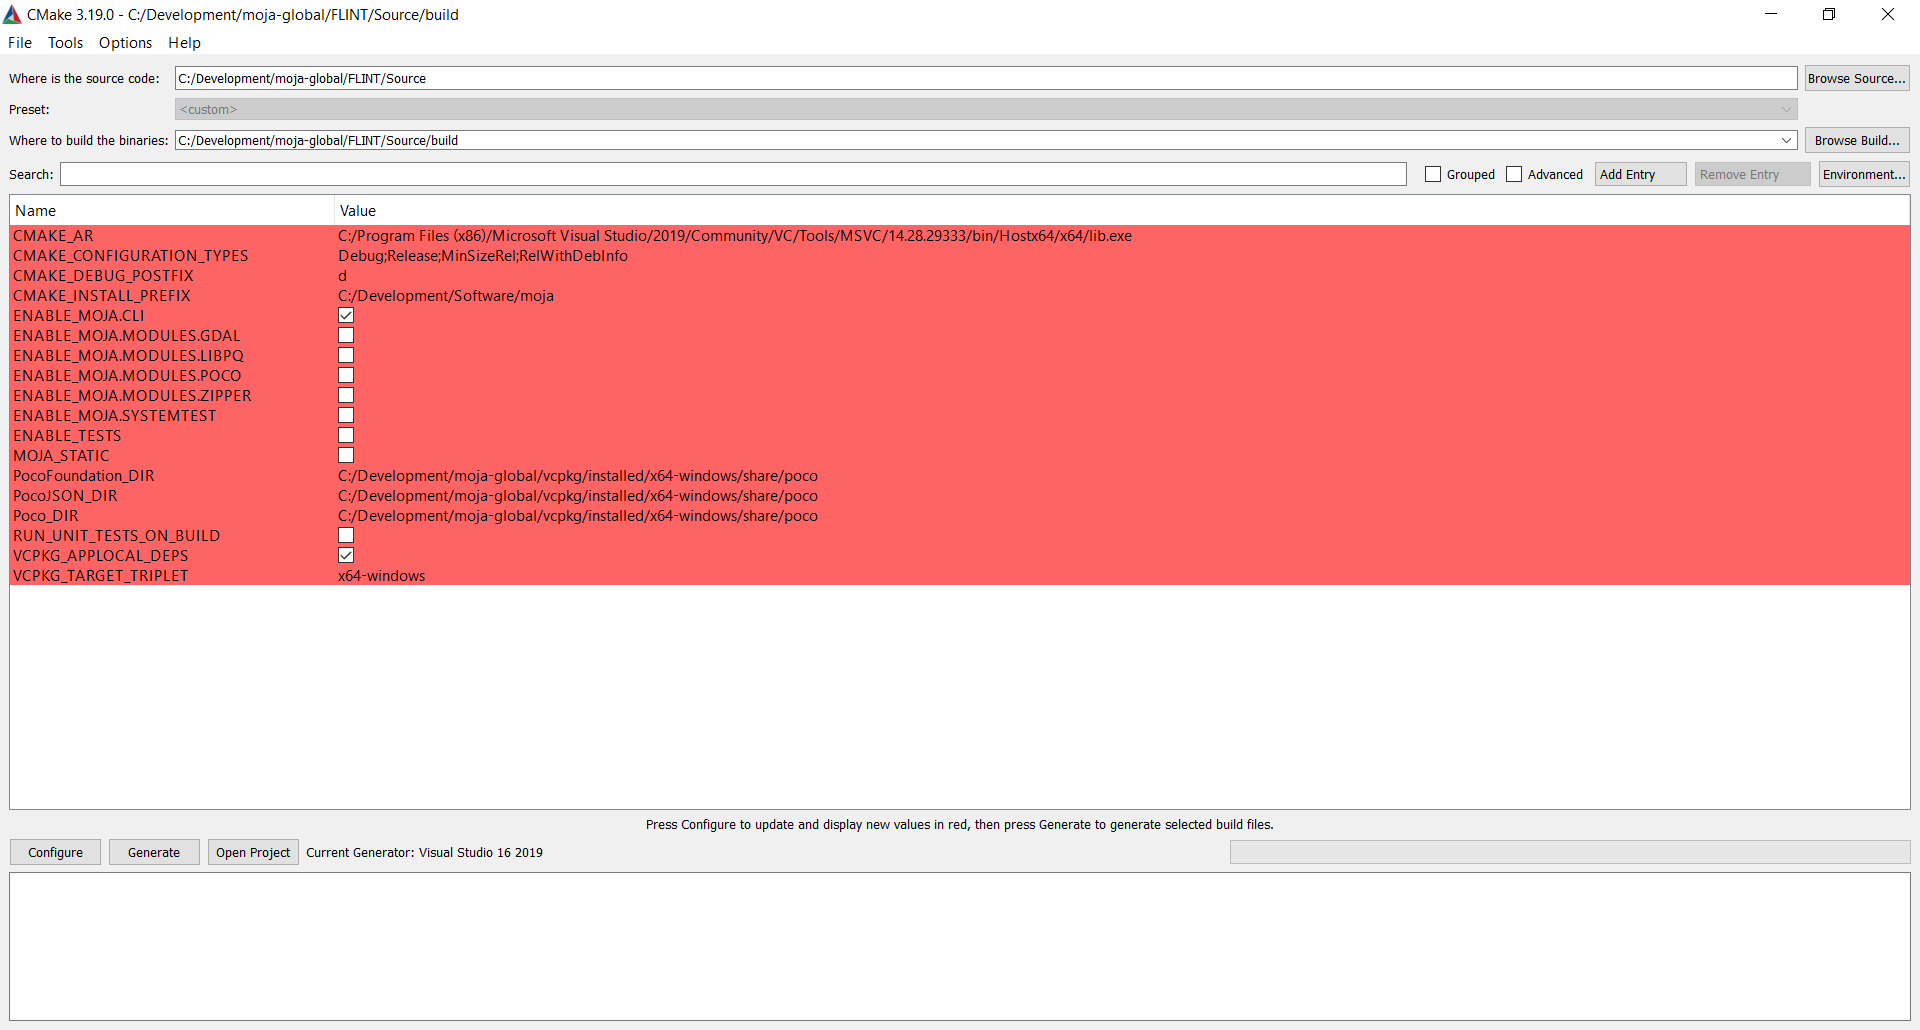 CMake 3.19.0 - C:/Development/moja-global/FLINT/Source/build
File Tools Options Help
Where is the source code: C:/Development/moja-global/FLINT/Source Browse Source...
Preset: <custom>
Where to build the binaries: C:/Development/moja-global/FLINT/Source/build Browse Build...
Search: Grouped Advanced Add Entry Remove Entry Environment...
Name Value
CMAKE_AR C:/Program Files (x86)/Microsoft Visual Studio/2019/Community/VC/Tools/MSVC/14.28.29333/bin/Hostx64/x64/lib.exe
CMAKE_CONFIGURATION_TYPES Debug;Release;MinSizeRel;RelWithDebInfo
CMAKE_DEBUG_POSTFIX d
CMAKE_INSTALL_PREFIX C:/Development/Software/moja
ENABLE_MOJA.CLI
ENABLE_MOJA.MODULES.GDAL
ENABLE_MOJA.MODULES.LIBPQ
ENABLE_MOJA.MODULES.POCO
ENABLE_MOJA.MODULES.ZIPPER
ENABLE_MOJA.SYSTEMTEST
ENABLE_TESTS
MOJA_STATIC
PocoFoundation_DIR C:/Development/moja-global/vcpkg/installed/x64-windows/share/poco
PocoJSON_DIR C:/Development/moja-global/vcpkg/installed/x64-windows/share/poco
Poco_DIR C:/Development/moja-global/vcpkg/installed/x64-windows/share/poco
RUN_UNIT_TESTS_ON_BUILD
VCPKG_APPLOCAL_DEPS
VCPKG_TARGET_TRIPLET x64-windows
Press Configure to update and display new values in red, then press Generate to generate selected build files.
Configure Generate Open Project Current Generator: Visual Studio 16 2019